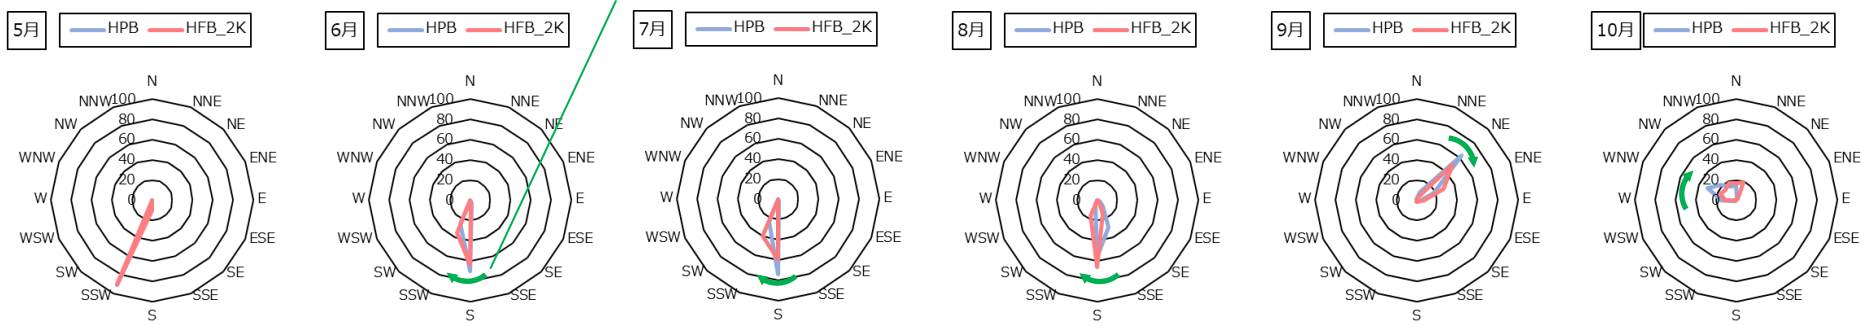 5月 HPB HFB_2K
N
NNW 100 NNE
NW 80 NE
60
WNW 40 ENE
20
W 0 E
WSW ESE
SW SE
SSW SSE
S
6月 HPB HFB_2K
N
NNW 100 NNE
NW 80 NE
60
WNW 40 ENE
20
W 0 E
WSW ESE
SW SE
SSW SSE
S
7月 HPB HFB_2K
N
NNW 100 NNE
NW 80 NE
60
WNW 40 ENE
20
W 0 E
WSW ESE
SW SE
SSW SSE
S
8月 HPB HFB_2K
N
NNW 100 NNE
NW 80 NE
60
WNW 40 ENE
20
W 0 E
WSW ESE
SW SE
SSW SSE
S
9月 HPB HFB_2K
N
NNW 100 NNE
NW 80 NE
60
WNW 40 ENE
20
W 0 E
WSW ESE
SW SE
SSW SSE
S
10月 HPB HFB_2K
N
NNW 100 NNE
NW 80 NE
60
WNW 40 ENE
20
W 0 E
WSW ESE
SW SE
SSW SSE
S